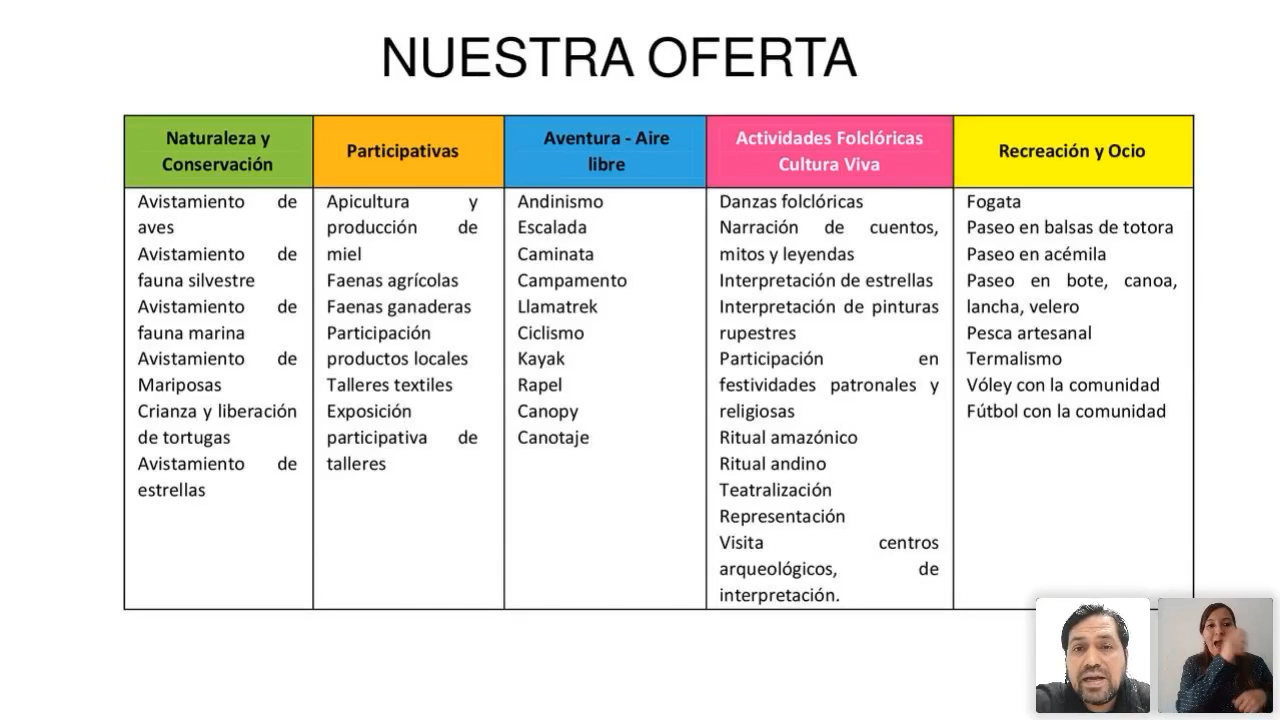 NUESTRA OFERTA
Naturaleza y
Conservación
Participativas
Aventura - Aire
libre
Actividades Folclóricas
Cultura Viva
Recreación y Ocio
Avistamiento de
aves
Avistamiento de
fauna silvestre
Avistamiento de
fauna marina
Avistamiento de
Mariposas
Crianza y liberación
de tortugas
Avistamiento de
estrellas
Apicultura y
producción de
miel
Faenas agrícolas
Faenas ganaderas
Participación
productos locales
Talleres textiles
Exposición
participativa de
talleres
Andinismo
Escalada
Caminata
Campamento
Llamatrek
Ciclismo
Kayak
Rapel
Canopy
Canotaje
Danzas folclóricas
Narración de cuentos,
mitos y leyendas
Interpretación de estrellas
Interpretación de pinturas
rupestres
Participación en
festividades patronales y
religiosas
Ritual amazónico
Ritual andino
Teatralización
Representación
Visita centros
arqueológicos, de
interpretación.
Fogata
Paseo en balsas de totora
Paseo en acémila
Paseo en bote, canoa,
lancha, velero
Pesca artesanal
Termalismo
Vóley con la comunidad
Fútbol con la comunidad